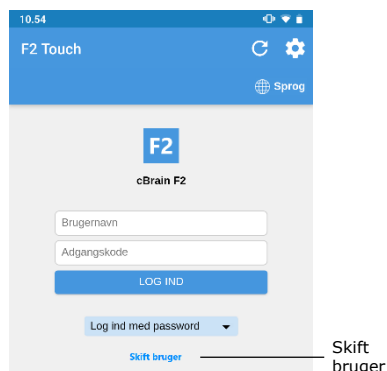 10.54
F2 Touch
Sprog
F2
cBrain F2
Brugernavn
Adgangskode
LOG IND
Log ind med password
Skift bruger
Skift
bruger